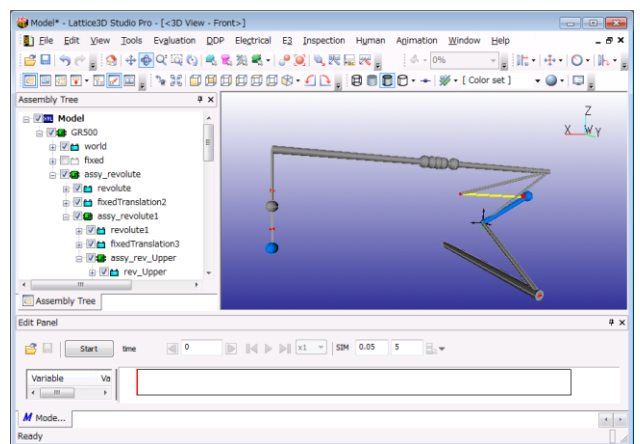 Model* - Lattice3D Studio Pro - [<3D View - Front>]
File Edit View Tools Evaluation DDP Electrical E3 Inspection Human Animation Window Help
0%
[ Color set ]
Assembly Tree
Model
GR500
world
fixed
assy_revolute
revolute
fixedTranslation2
assy_revolute1
revolute1
fixedTranslation3
assy_rev_Upper
rev_Upper
Z
X W Y
Assembly Tree
Edit Panel
Start time 0 x1 SIM 0.05 5
Variable Va
Mode...
Ready